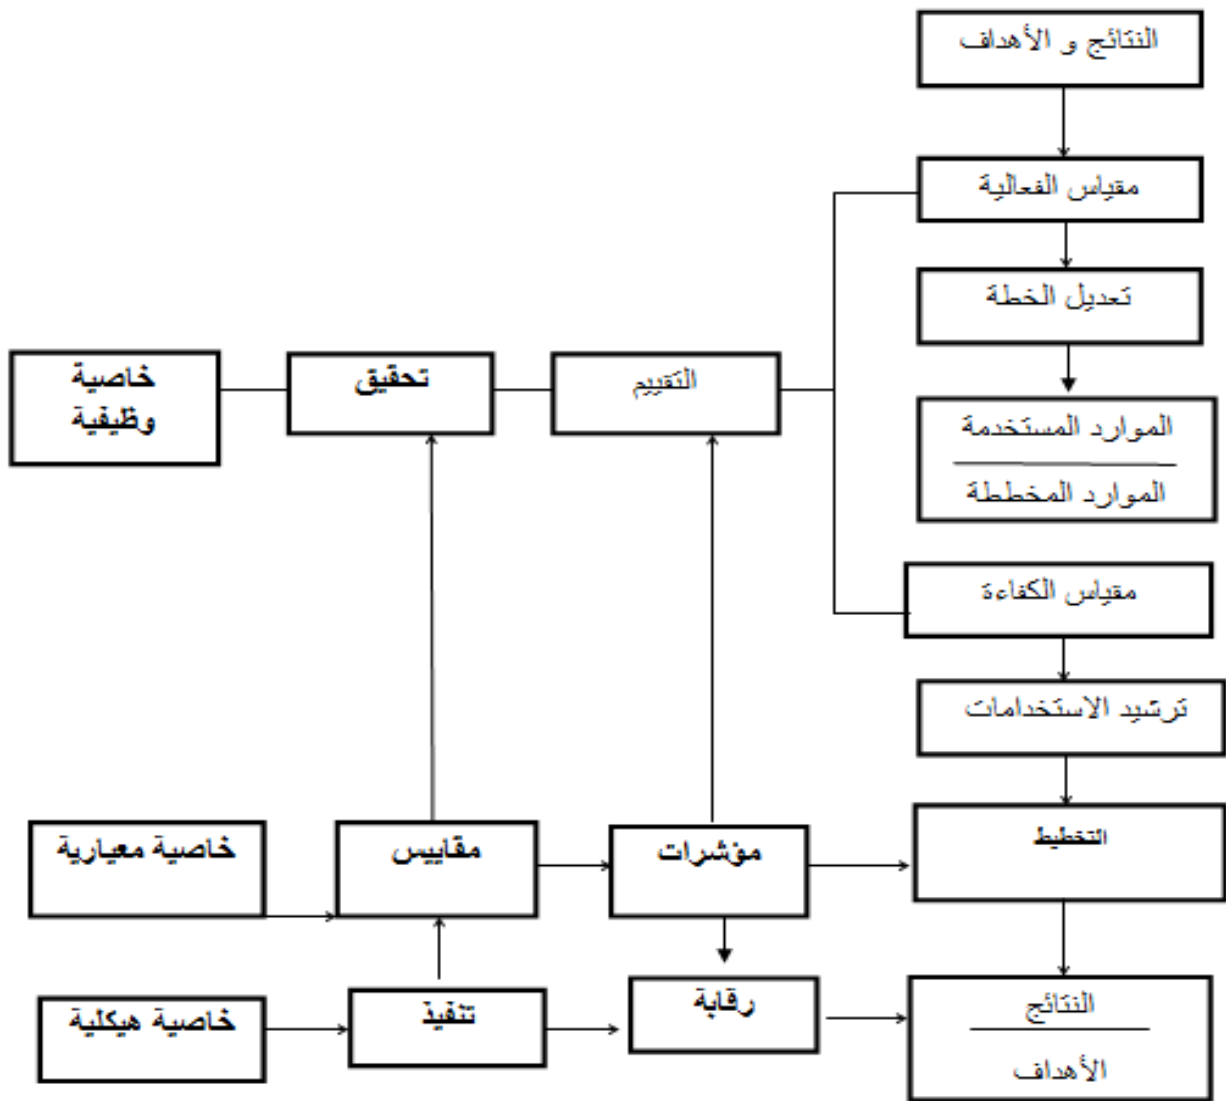 النتائج و الأهداف
مقياس الفعالية
تعديل الخطة
خاصية
وظيفية
تحقيق
التقييم
الموارد المستخدمة
الموارد المخططة
مقياس الكفاءة
ترشيد الاستخدامات
خاصية معيارية
مقاييس
مؤشرات
التخطيط
خاصية هيكلية
تنفيذ
رقابة
النتائج
الأهداف